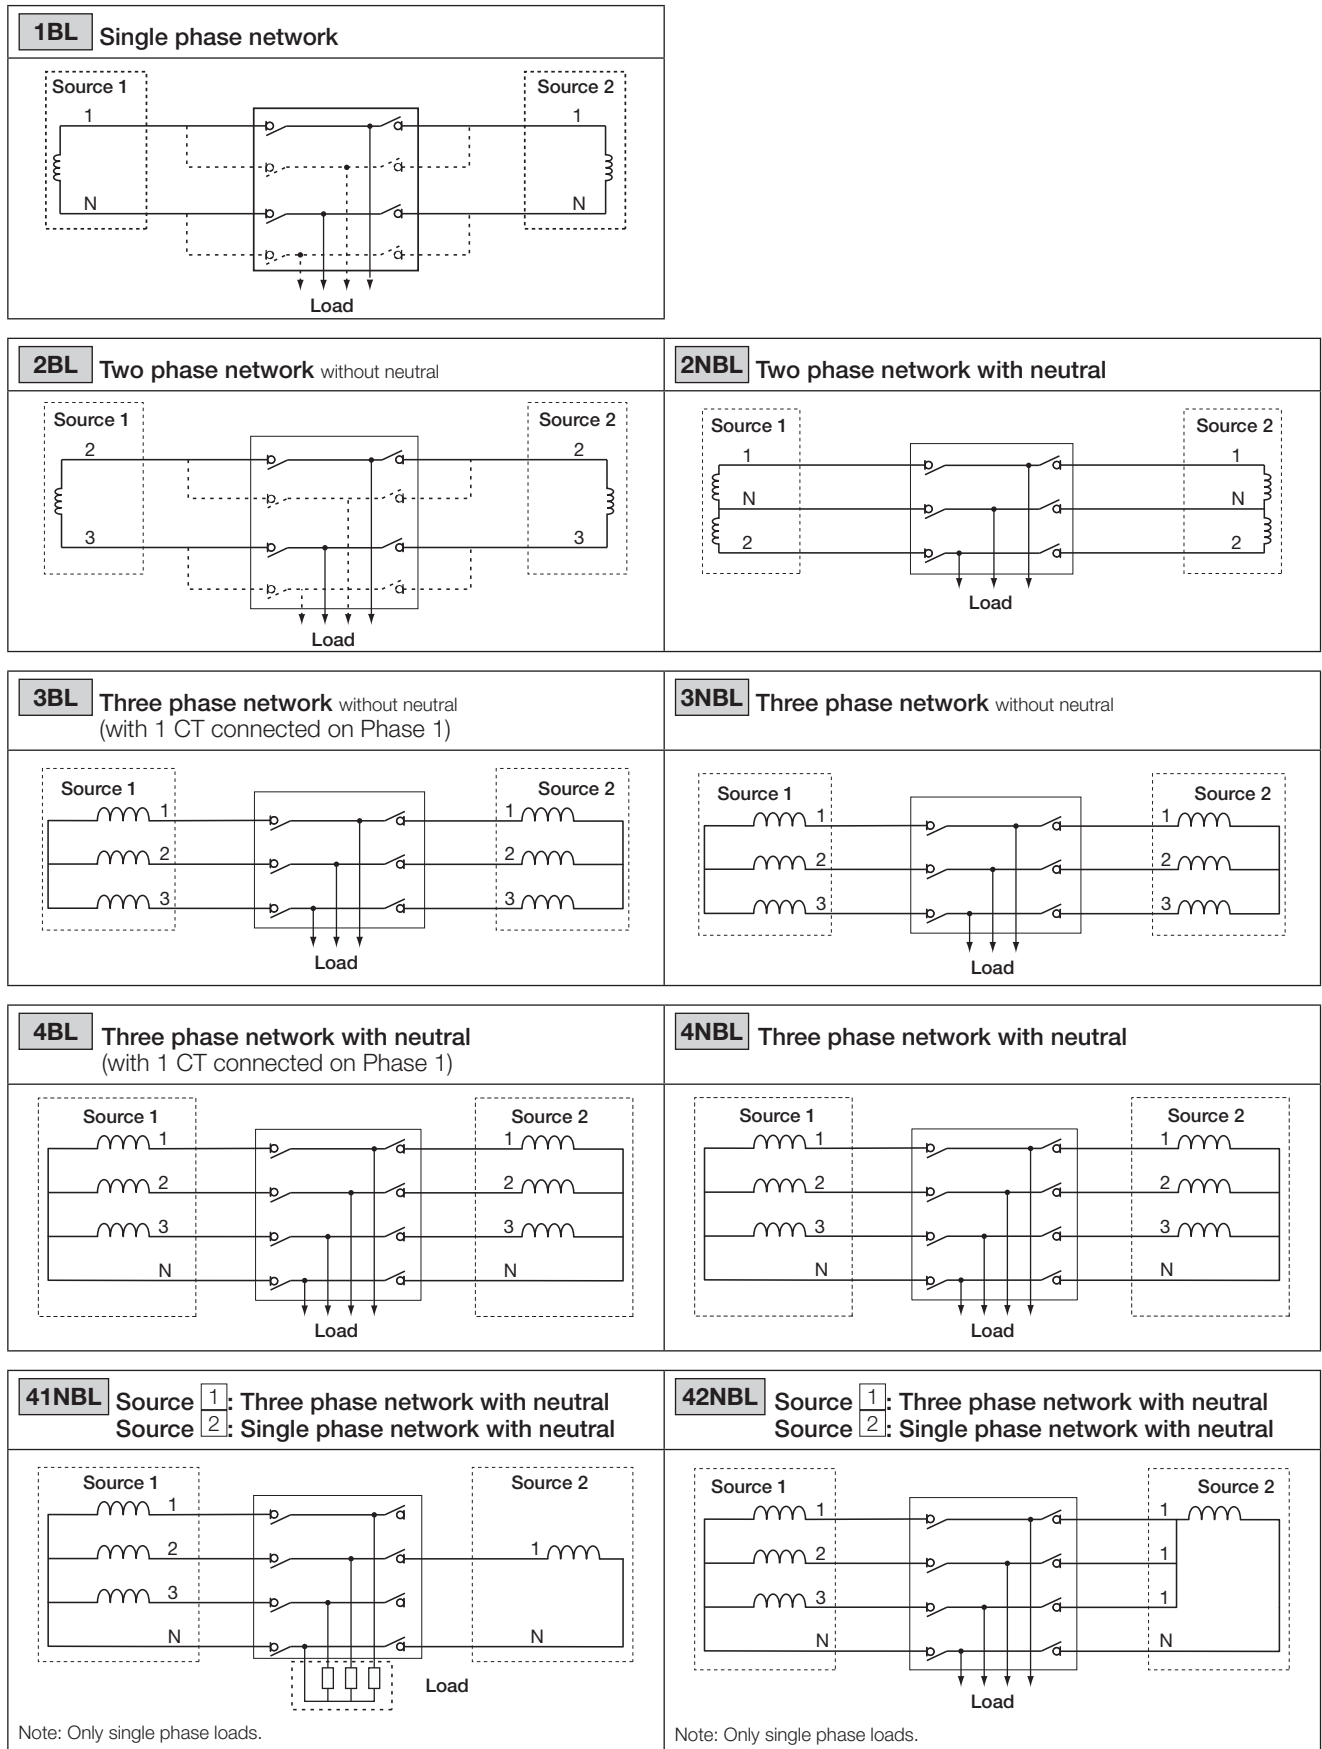 1BL Single phase network
Source 1 Source 2
1 1
N N
Load
2BL Two phase network without neutral
Source 1 Source 2
2 2
3 3
Load
2NBL Two phase network with neutral
Source 1 Source 2
1 1
N N
2 2
Load
3BL Three phase network without neutral
(with 1 CT connected on Phase 1)
Source 1 Source 2
1 1
2 2
3 3
Load
3NBL Three phase network without neutral
Source 1 Source 2
1 1
2 2
3 3
Load
4BL Three phase network with neutral
(with 1 CT connected on Phase 1)
Source 1 Source 2
1 1
2 2
3 3
N N
Load
4NBL Three phase network with neutral
Source 1 Source 2
1 1
2 2
3 3
N N
Load
41NBL Source 1: Three phase network with neutral
Source 2: Single phase network with neutral
Source 1 Source 2
1
2 1
3
N N
Load
Note: Only single phase loads.
42NBL Source 1: Three phase network with neutral
Source 2: Single phase network with neutral
Source 1 Source 2
1 1
2 1
3 1
N N
Load
Note: Only single phase loads.